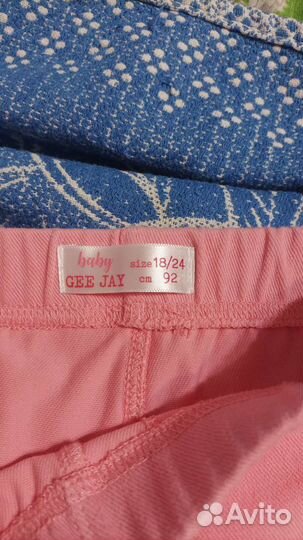 baby size 18/24
GEE JAY cm 92
Avito